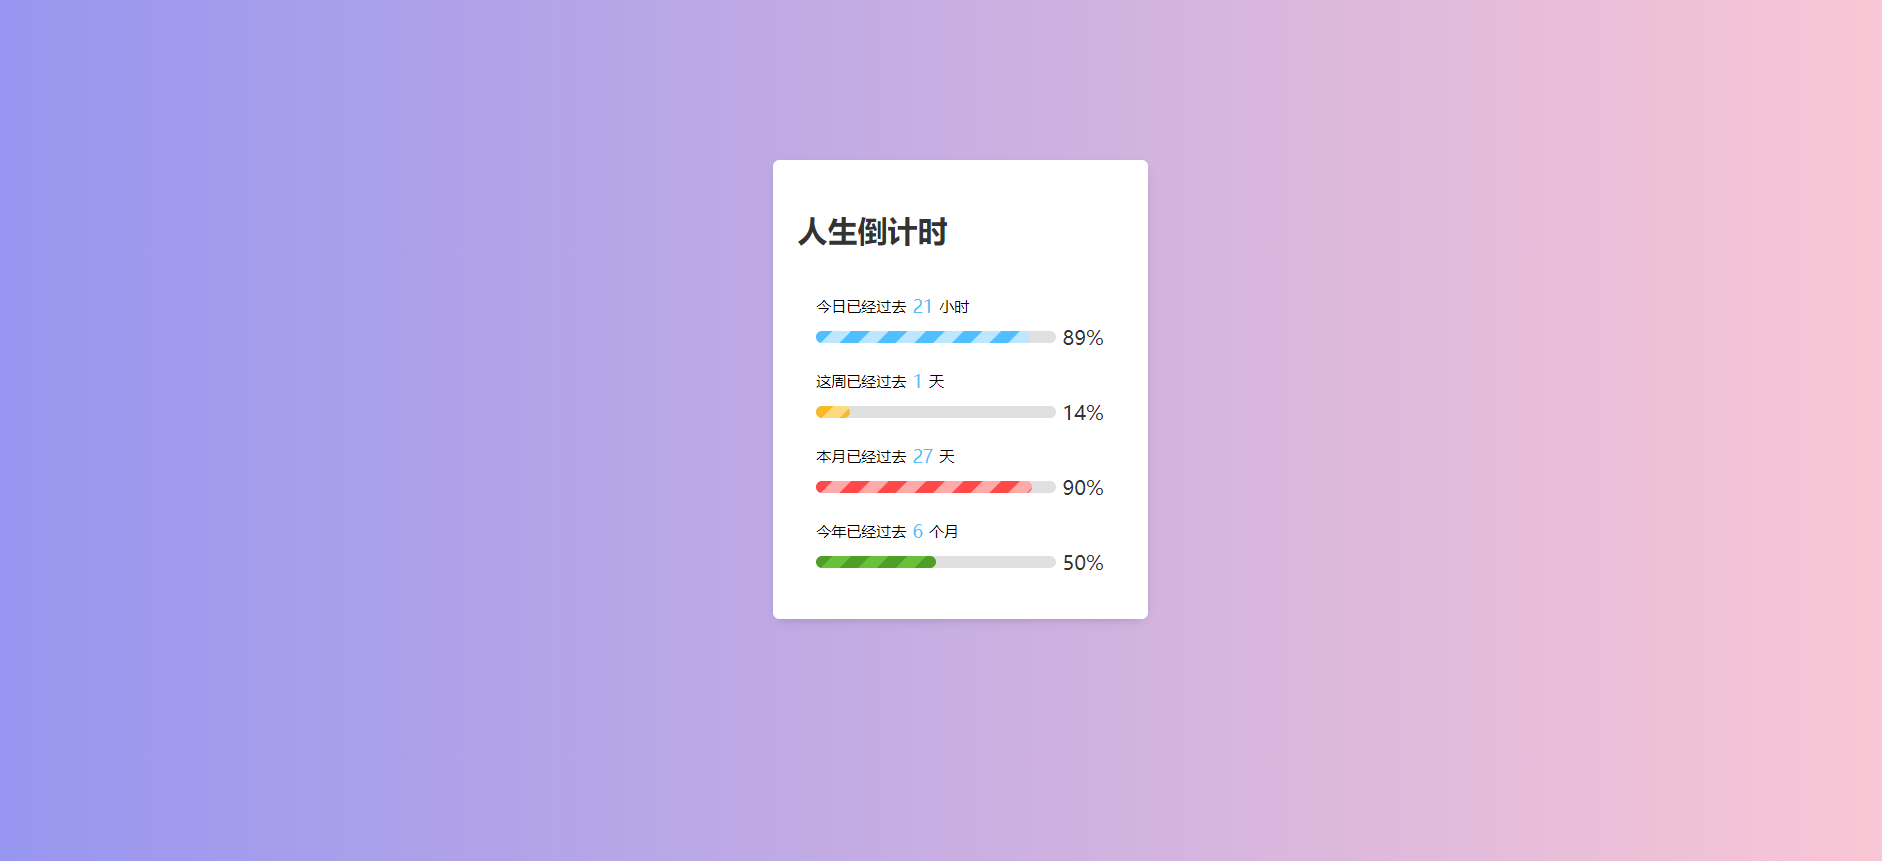 人生倒计时
今日已经过去 21 小时
89%
这周已经过去 1 天
14%
本月已经过去 27 天
90%
今年已经过去 6 个月
50%